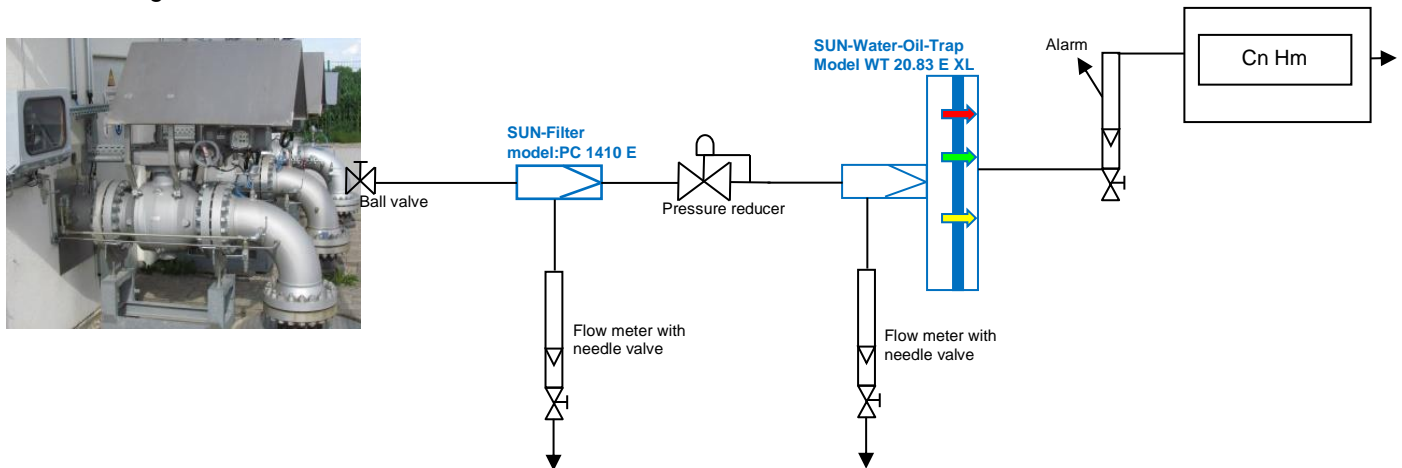 SUN-Water-Oil-Trap
Model WT 20.83 E XL
Alarm
Cn Hm
SUN-Filter
model:PC 1410 E
Ball valve
Pressure reducer
Flow meter with
needle valve
Flow meter with
needle valve